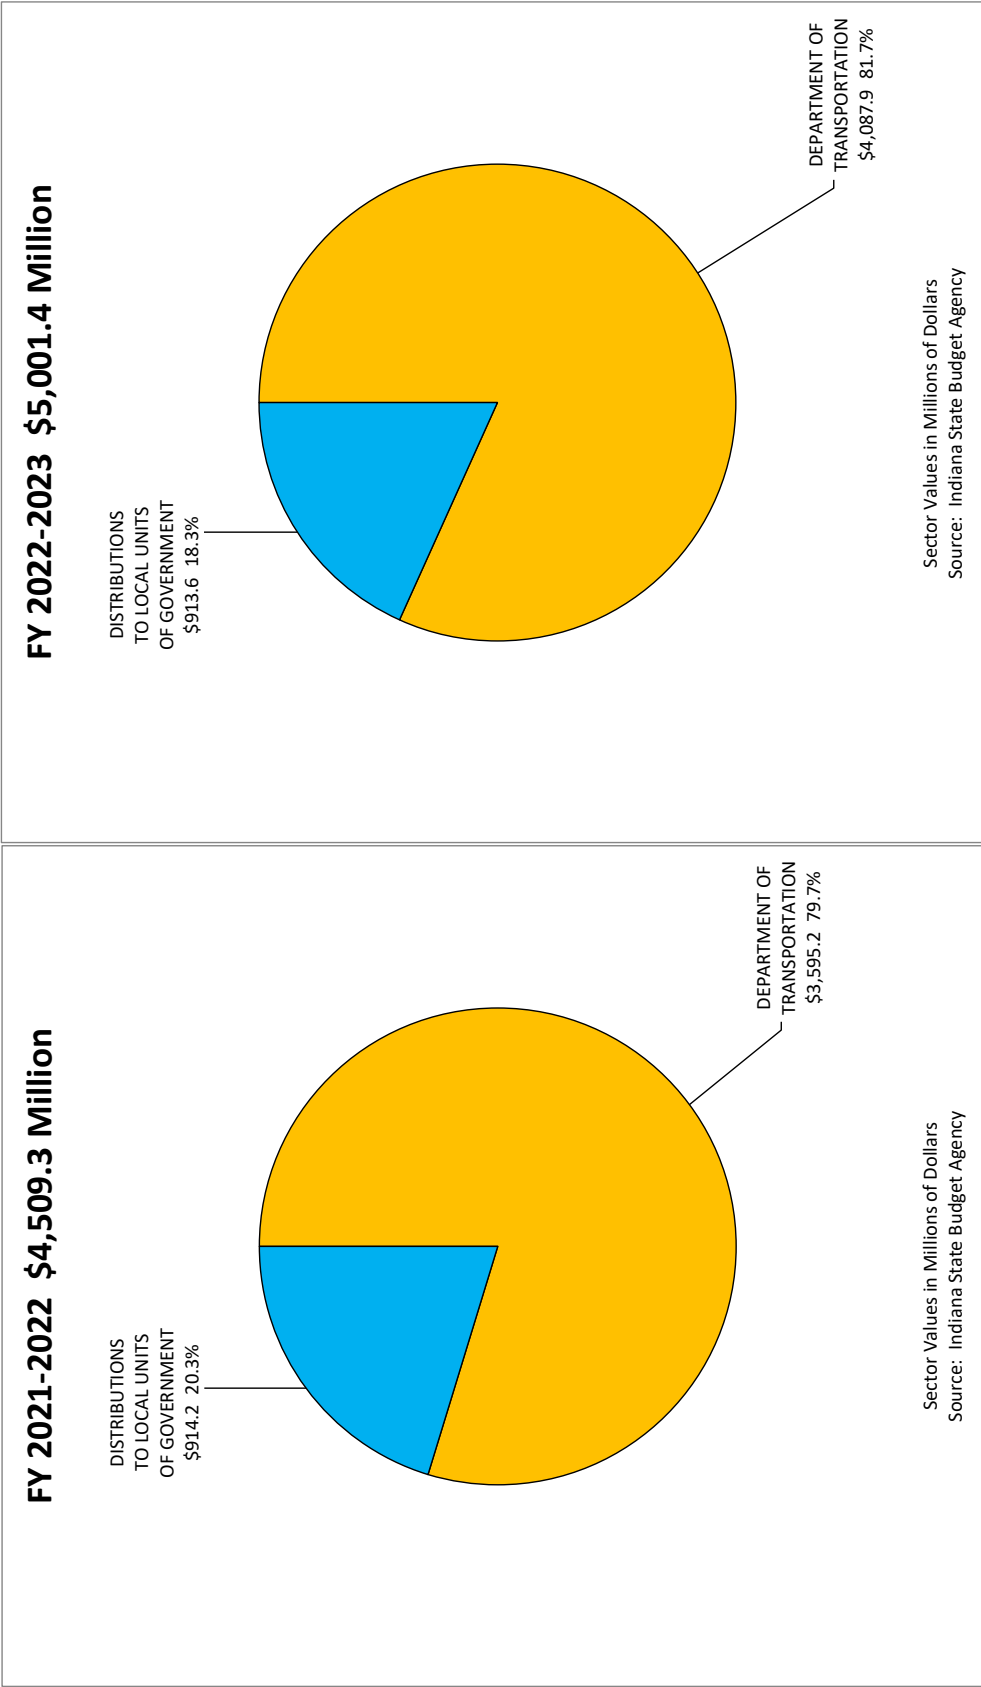 FY 2021-2022  $4,509.3 Million
DISTRIBUTIONS
TO LOCAL UNITS
OF GOVERNMENT
$914.2  20.3%
DEPARTMENT OF
TRANSPORTATION
$3,595.2  79.7%
Sector Values in Millions of Dollars
Source:  Indiana State Budget Agency
FY 2022-2023  $5,001.4 Million
DISTRIBUTIONS
TO LOCAL UNITS
OF GOVERNMENT
$913.6  18.3%
DEPARTMENT OF
TRANSPORTATION
$4,087.9  81.7%
Sector Values in Millions of Dollars
Source:  Indiana State Budget Agency